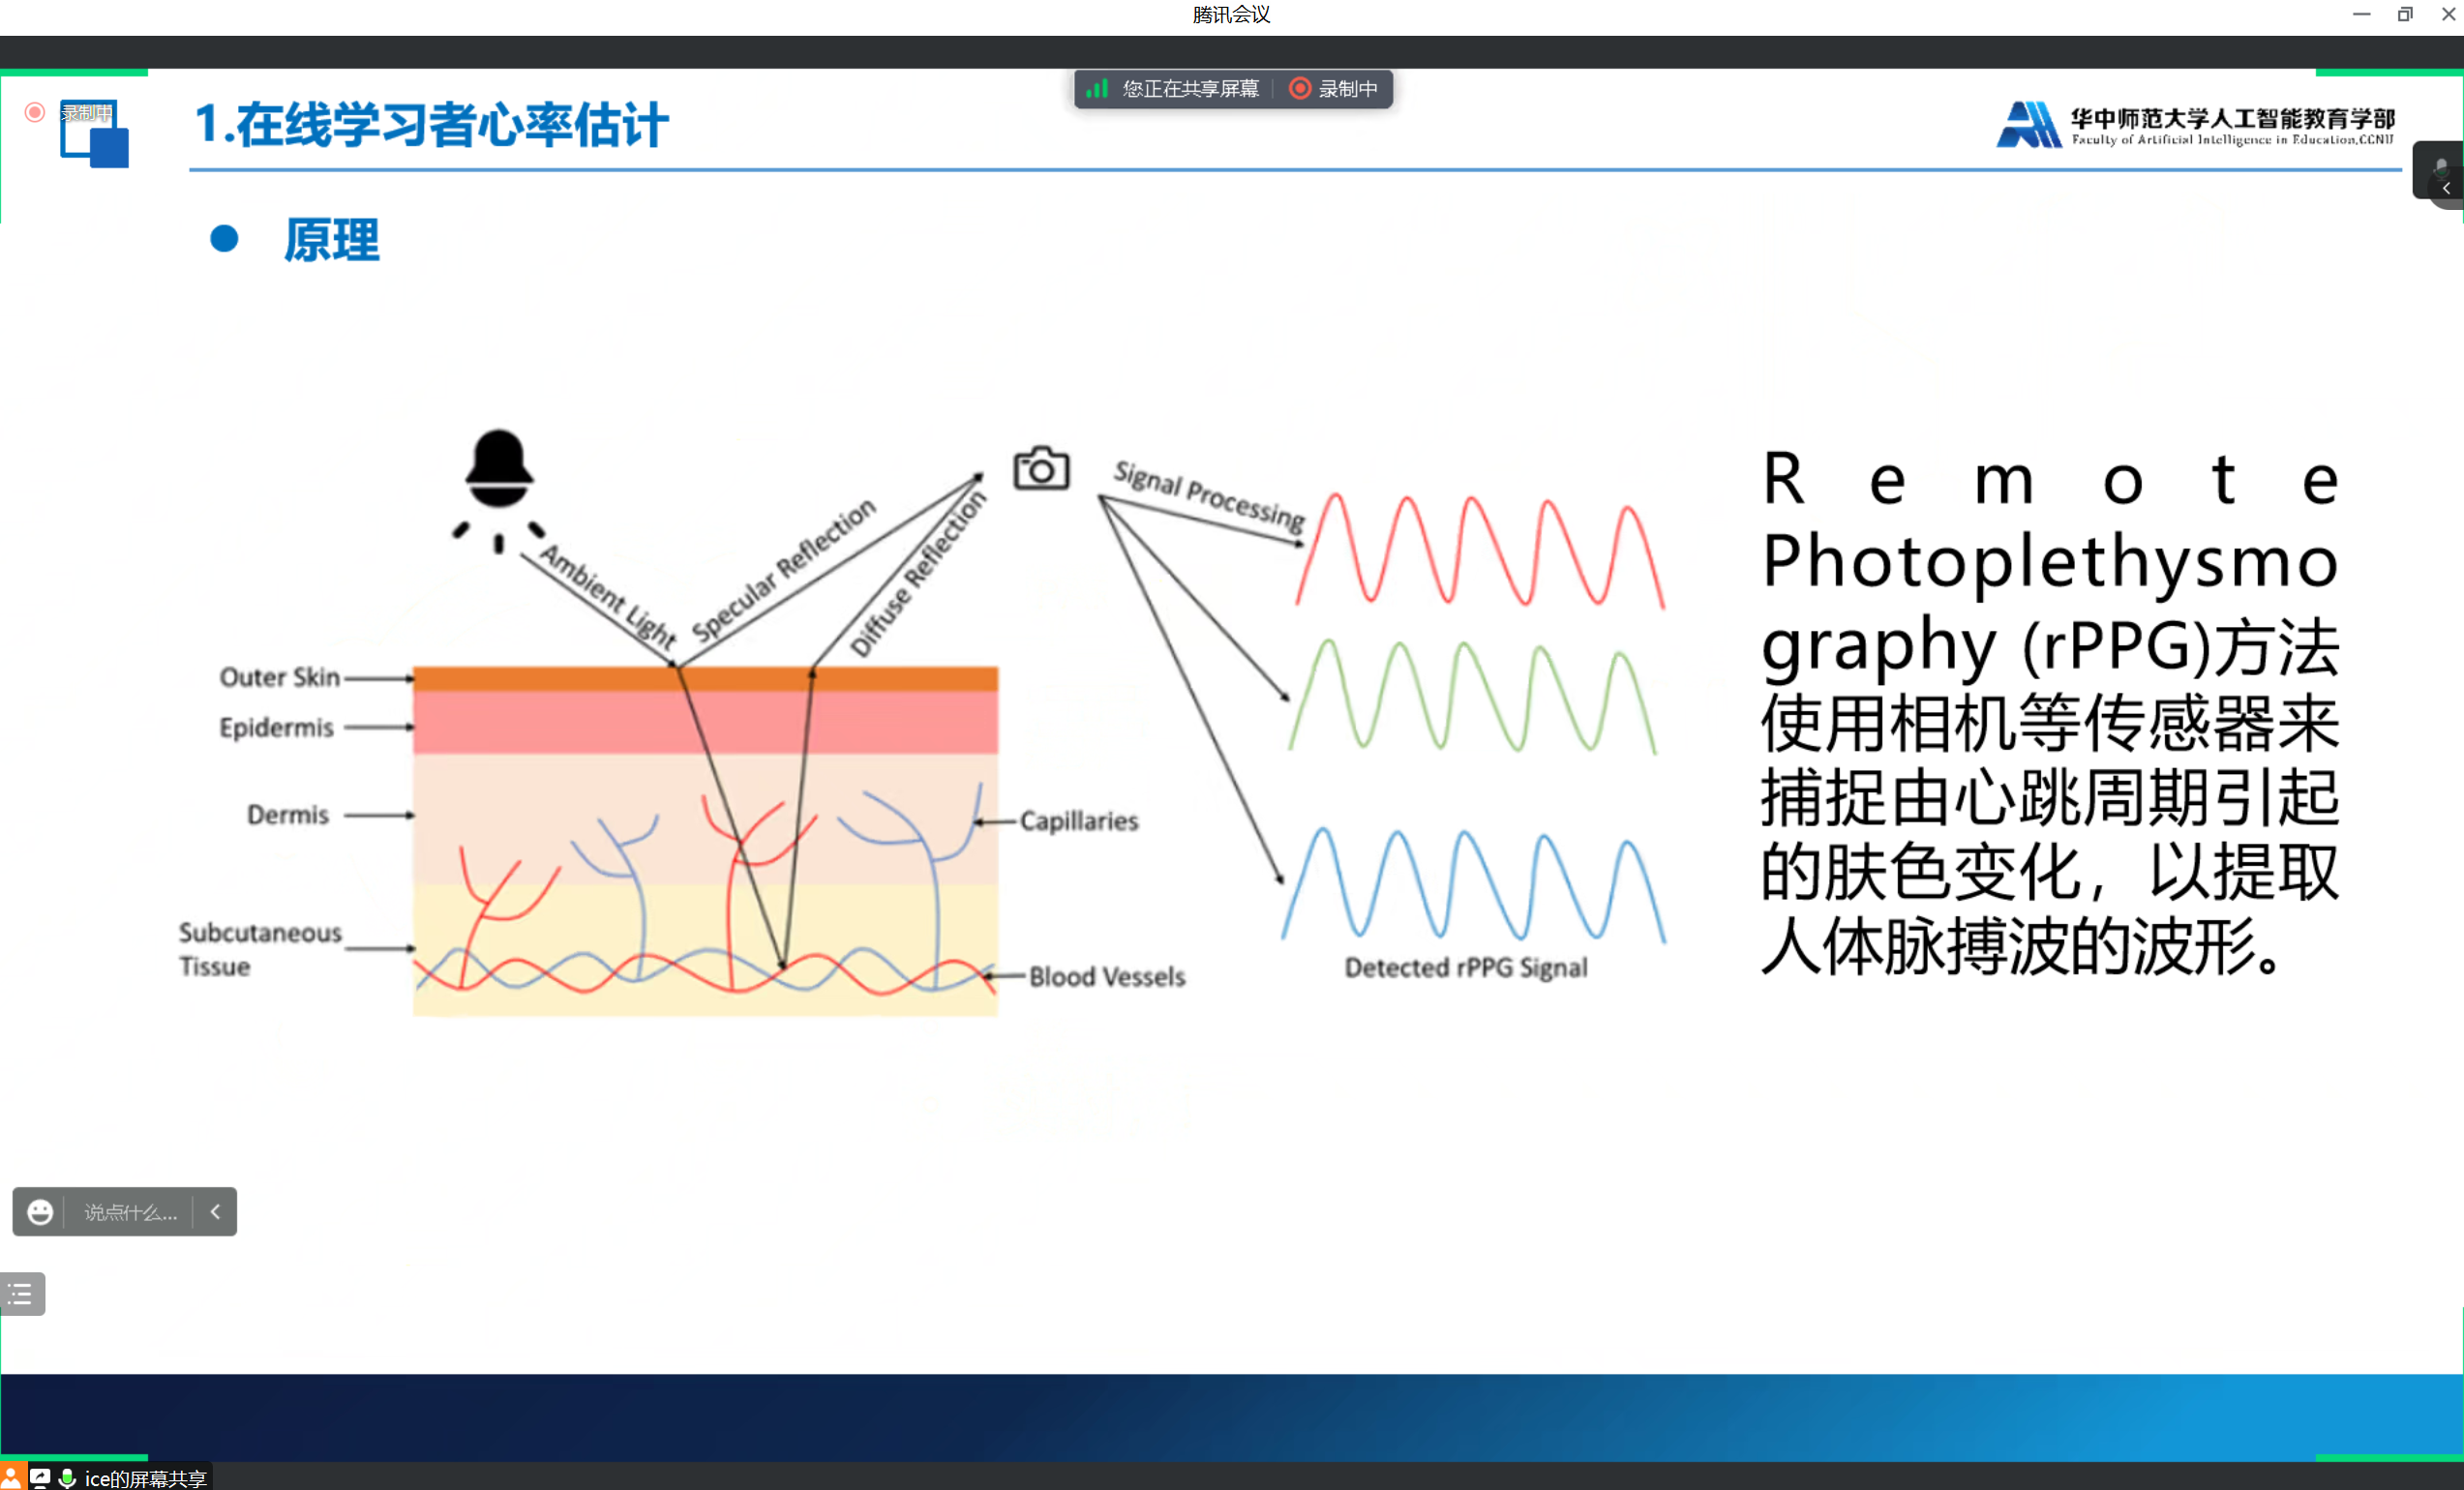 腾讯会议
您正在共享屏幕
录制中
录制中
1.在线学习者心率估计
华中师范大学人工智能教育学部
Faculty of Artificial Intelligence in Education,CCNU
原理
Ambient Light
Specular Reflection
Diffuse Reflection
Signal Processing
Outer Skin
Epidermis
Dermis
Subcutaneous
Tissue
Capillaries
Blood Vessels
Detected rPPG Signal
Remote
Photoplethysmo
graphy (rPPG)方法
使用相机等传感器来
捕捉由心跳周期引起
的肤色变化，以提取
人体脉搏波的波形。
说点什么...
ice的屏幕共享